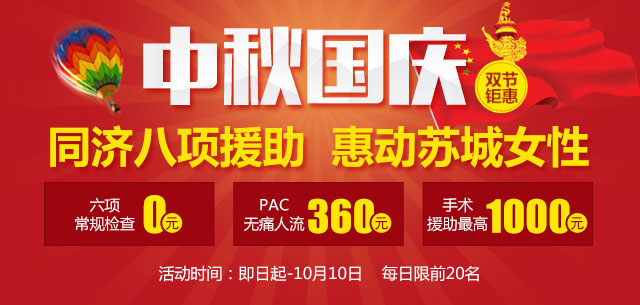 中秋国庆
双节
钜惠
同济八项援助 惠动苏城女性
六项
常规检查 0元
PAC
无痛人流 360元
手术
援助最高 1000元
活动时间：即日起-10月10日 每日限前20名